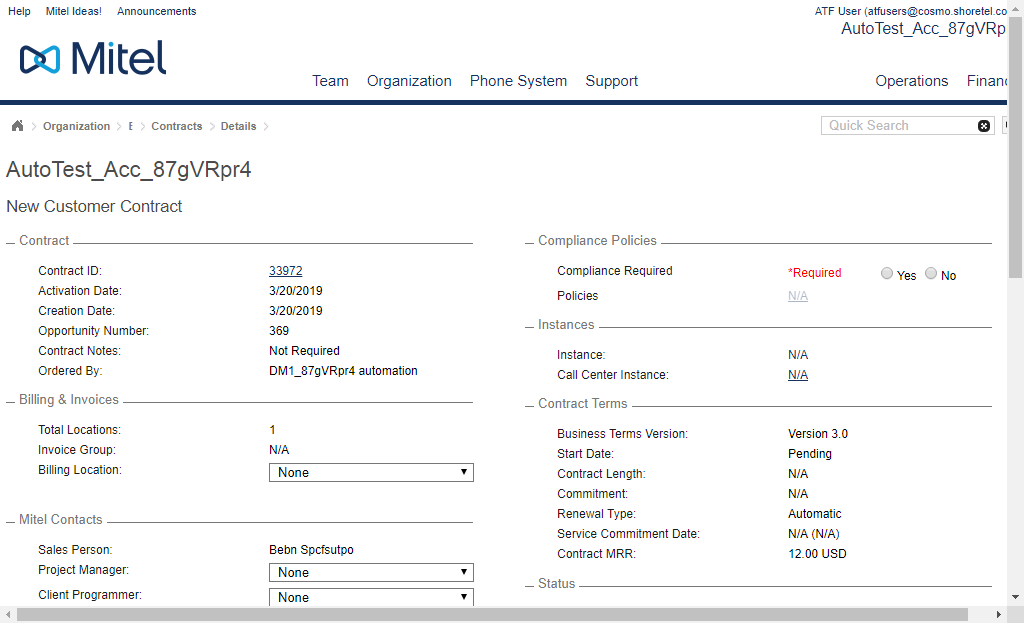 Help Mitel Ideas! Announcements
ATF User (atfusers@cosmo.shoretel.co
AutoTest_Acc_87gVRp
Mitel
Team Organization Phone System Support Operations Financ
Organization Contracts Details
Quick Search
AutoTest_Acc_87gVRpr4
New Customer Contract
Contract
Contract ID: 33972
Activation Date: 3/20/2019
Creation Date: 3/20/2019
Opportunity Number: 369
Contract Notes: Not Required
Ordered By: DM1_87gVRpr4 automation
Billing & Invoices
Total Locations: 1
Invoice Group: N/A
Billing Location: None
Mitel Contacts
Sales Person: Bebn Spcfsutpo
Project Manager: None
Client Programmer: None
Compliance Policies
Compliance Required *Required Yes No
Policies N/A
Instances
Instance: N/A
Call Center Instance: N/A
Contract Terms
Business Terms Version: Version 3.0
Start Date: Pending
Contract Length: N/A
Commitment: N/A
Renewal Type: Automatic
Service Commitment Date: N/A (N/A)
Contract MRR: 12.00 USD
Status